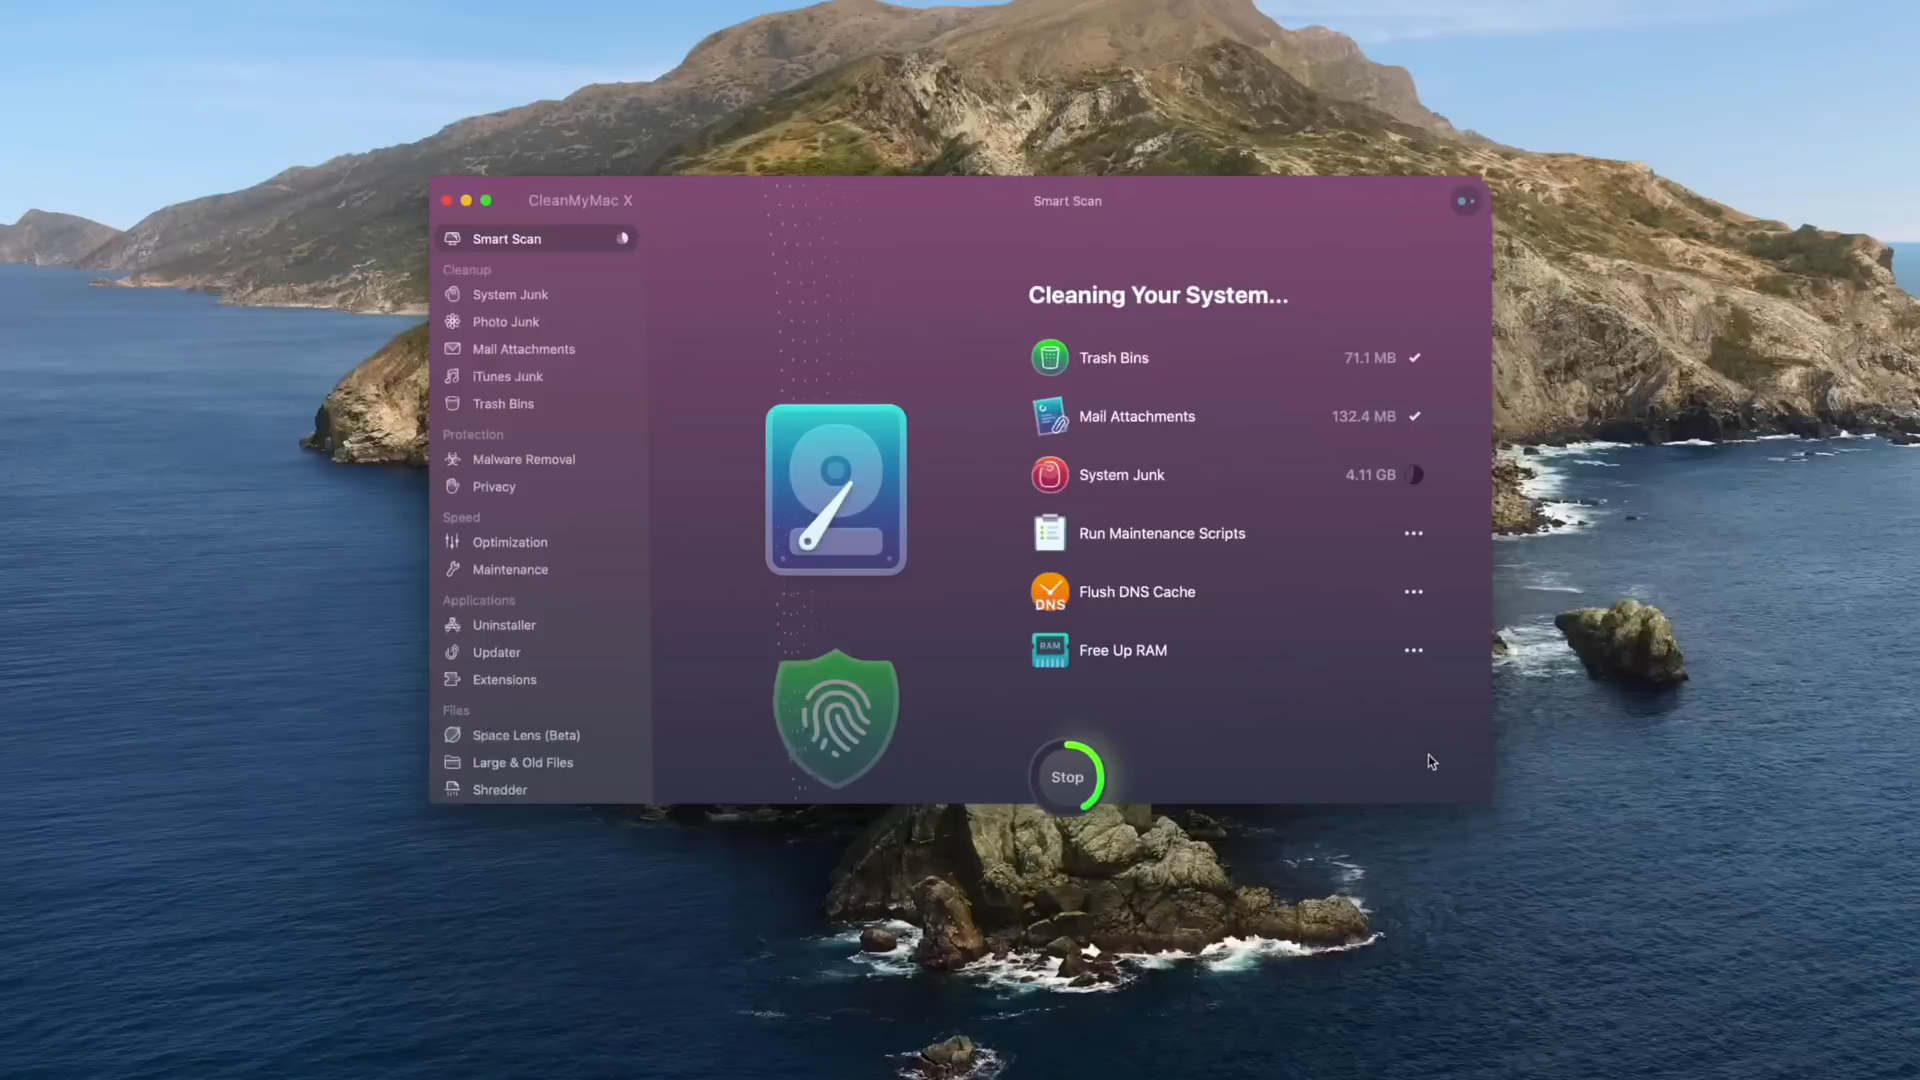 CleanMyMac X
Smart Scan
Smart Scan
Cleanup
System Junk
Photo Junk
Mail Attachments
iTunes Junk
Trash Bins
Protection
Malware Removal
Privacy
Speed
Optimization
Maintenance
Applications
Uninstaller
Updater
Extensions
Files
Space Lens (Beta)
Large & Old Files
Shredder
Cleaning Your System...
Trash Bins 71.1 MB
Mail Attachments 132.4 MB
System Junk 4.11 GB
Run Maintenance Scripts
DNS Flush DNS Cache
RAM Free Up RAM
Stop